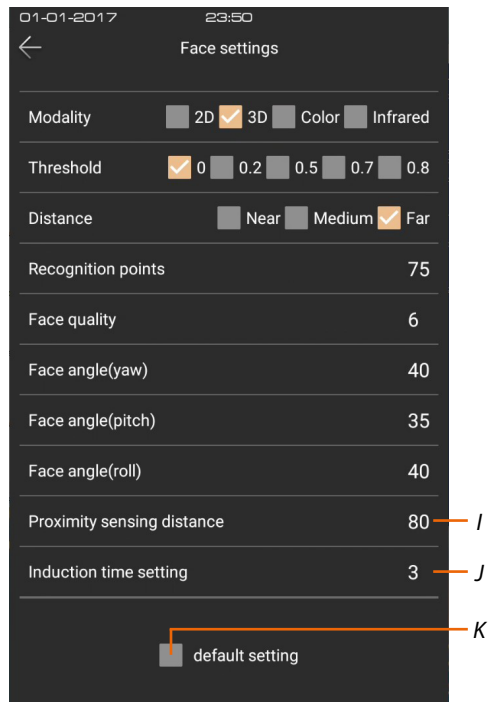 01-01-2017 23:50
Face settings
Modality 2D 3D Color Infrared
Threshold 0 0.2 0.5 0.7 0.8
Distance Near Medium Far
Recognition points 75
Face quality 6
Face angle(yaw) 40
Face angle(pitch) 35
Face angle(roll) 40
Proximity sensing distance 80 I
Induction time setting 3 J
K
default setting